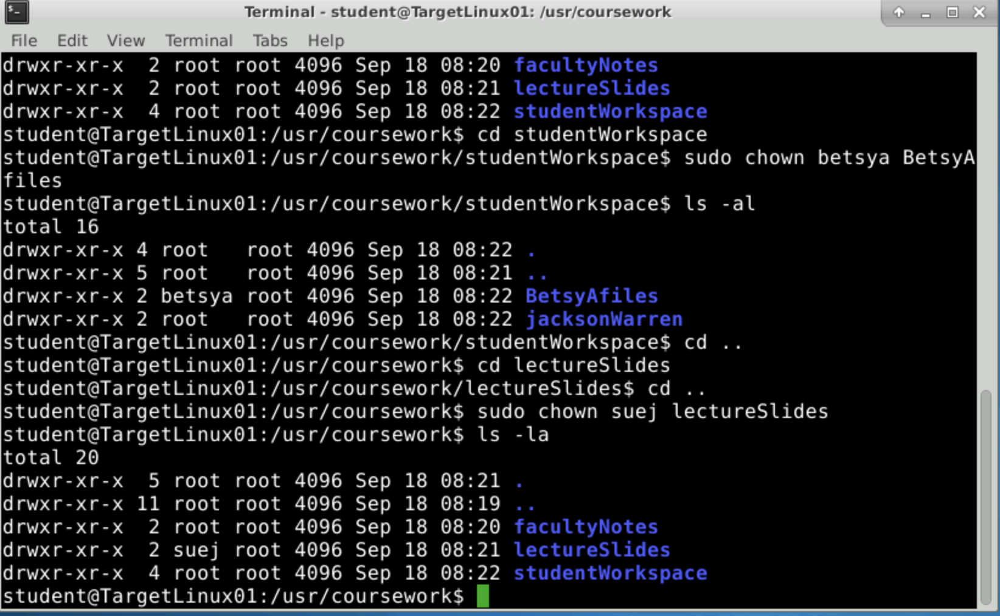 Terminal - student@TargetLinux01: /usr/coursework
File Edit View Terminal Tabs Help
drwxr-xr-x  2 root root 4096 Sep 18 08:20 facultyNotes
drwxr-xr-x  2 root root 4096 Sep 18 08:21 lectureSlides
drwxr-xr-x  4 root root 4096 Sep 18 08:22 studentWorkspace
student@TargetLinux01:/usr/coursework$ cd studentWorkspace
student@TargetLinux01:/usr/coursework/studentWorkspace$ sudo chown betsya BetsyA
files
student@TargetLinux01:/usr/coursework/studentWorkspace$ ls -al
total 16
drwxr-xr-x 4 root   root 4096 Sep 18 08:22 .
drwxr-xr-x 5 root   root 4096 Sep 18 08:21 ..
drwxr-xr-x 2 betsya root 4096 Sep 18 08:22 BetsyAfiles
drwxr-xr-x 2 root   root 4096 Sep 18 08:22 jacksonWarren
student@TargetLinux01:/usr/coursework/studentWorkspace$ cd ..
student@TargetLinux01:/usr/coursework$ cd lectureSlides
student@TargetLinux01:/usr/coursework/lectureSlides$ cd ..
student@TargetLinux01:/usr/coursework$ sudo chown suej lectureSlides
student@TargetLinux01:/usr/coursework$ ls -la
total 20
drwxr-xr-x  5 root root 4096 Sep 18 08:21 .
drwxr-xr-x 11 root root 4096 Sep 18 08:19 ..
drwxr-xr-x  2 root root 4096 Sep 18 08:20 facultyNotes
drwxr-xr-x  2 suej root 4096 Sep 18 08:21 lectureSlides
drwxr-xr-x  4 root root 4096 Sep 18 08:22 studentWorkspace
student@TargetLinux01:/usr/coursework$